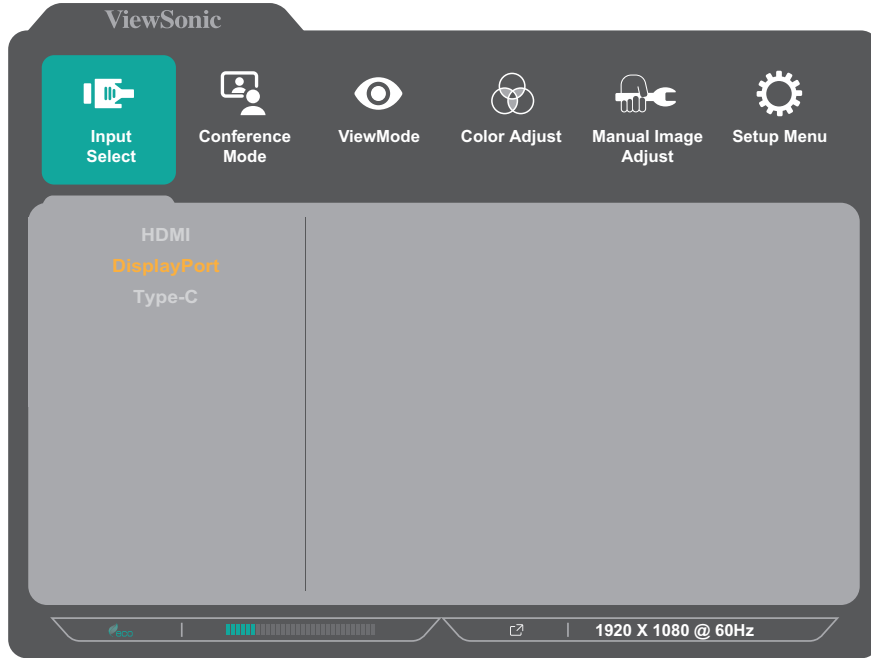 ViewSonic
Input
Select
Conference
Mode
ViewMode
Color Adjust
Manual Image
Adjust
Setup Menu
HDMI
DisplayPort
Type-C
eco
1920 X 1080 @ 60Hz